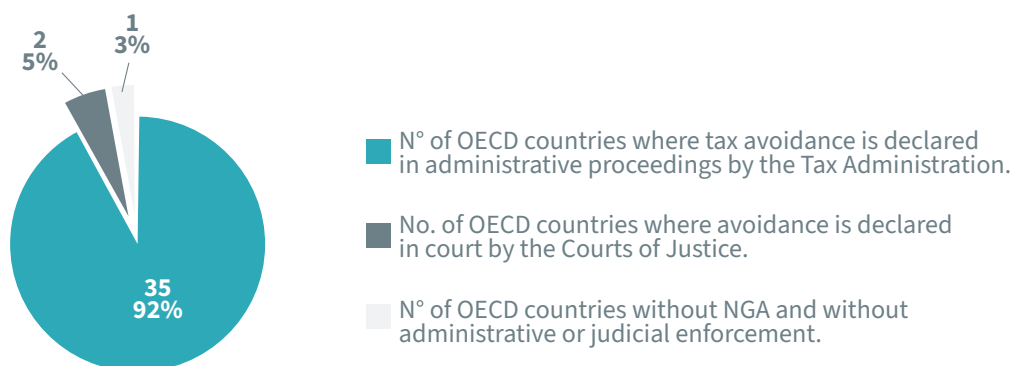 1
3%
2
5%
35
92%
N° of OECD countries where tax avoidance is declared
in administrative proceedings by the Tax Administration.
No. of OECD countries where avoidance is declared
in court by the Courts of Justice.
N° of OECD countries without NGA and without
administrative or judicial enforcement.